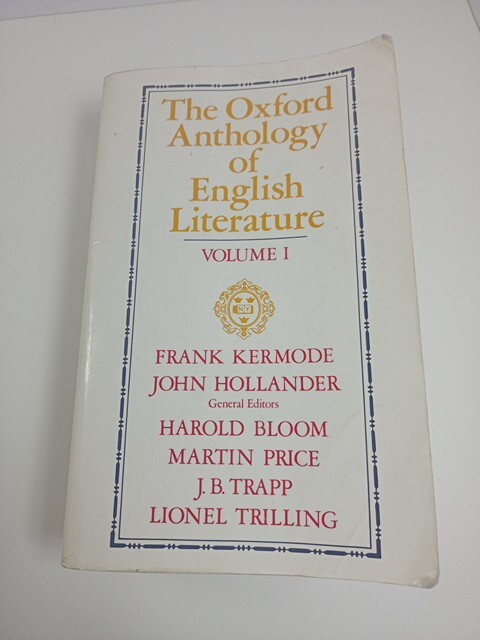 The Oxford
Anthology
of
English
Literature
VOLUME I
FRANK KERMODE
JOHN HOLLANDER
General Editors
HAROLD BLOOM
MARTIN PRICE
J. B. TRAPP
LIONEL TRILLING